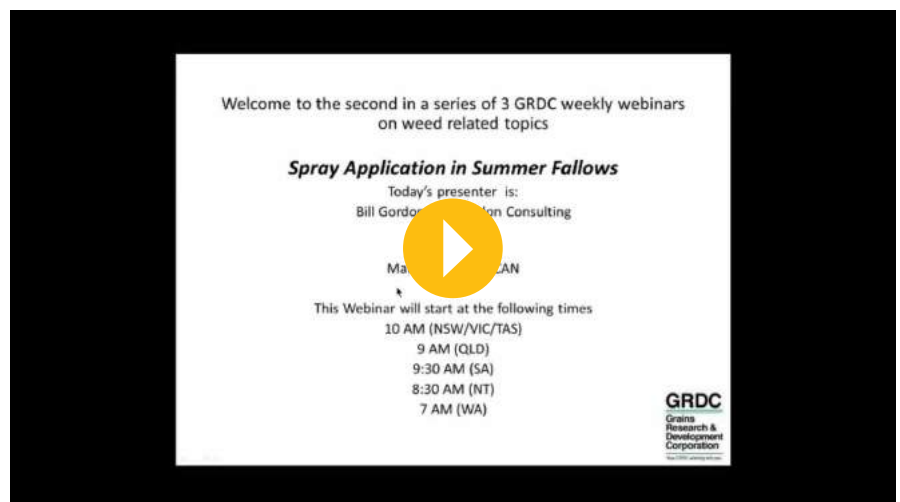 Welcome to the second in a series of 3 GRDC weekly webinars
on weed related topics
Spray Application in Summer Fallows
Today's presenter is:
Bill Consulting
This Webinar will start at the following times
10 AM (NSW/VIC/TAS)
9 AM (QLD)
9:30 AM (SA)
8:30 AM (NT)
7 AM (WA)
GRDC
Grains
Research &
Development
Corporation